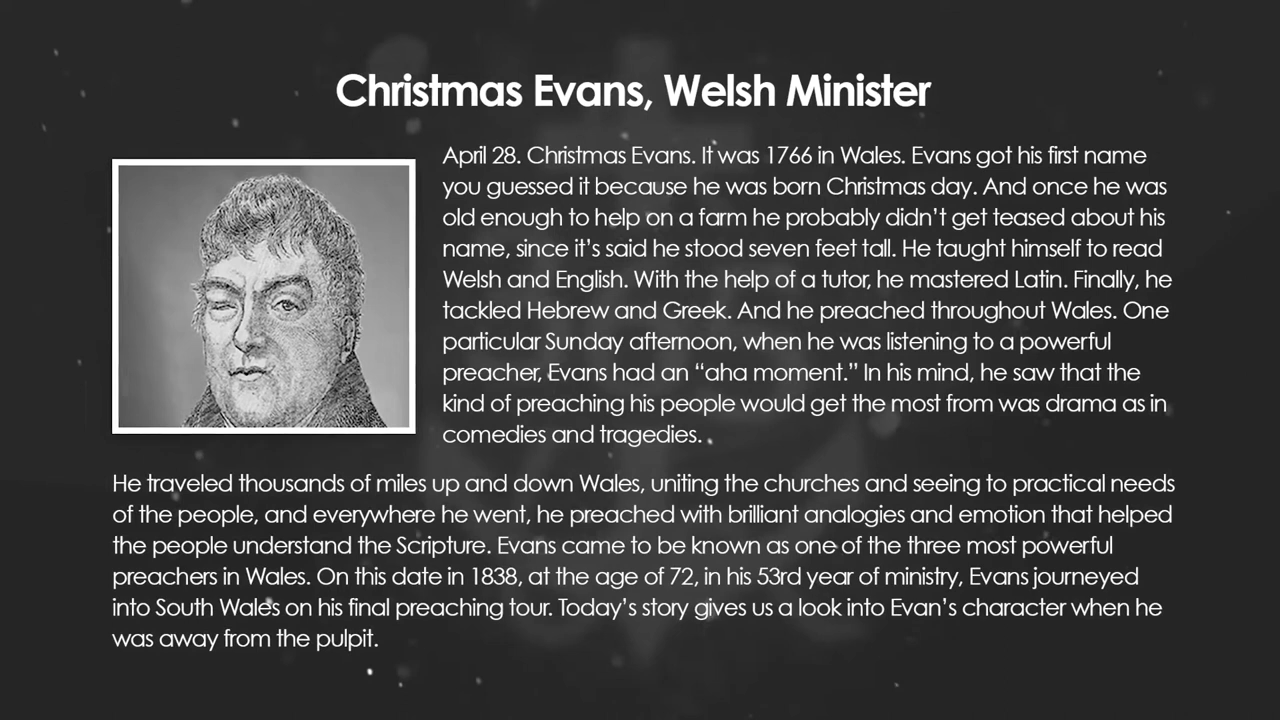 Christmas Evans, Welsh Minister
April 28. Christmas Evans. It was 1766 in Wales. Evans got his first name
you guessed it because he was born Christmas day. And once he was
old enough to help on a farm he probably didn’t get teased about his
name, since it’s said he stood seven feet tall. He taught himself to read
Welsh and English. With the help of a tutor, he mastered Latin. Finally, he
tackled Hebrew and Greek. And he preached throughout Wales. One
particular Sunday afternoon, when he was listening to a powerful
preacher, Evans had an “aha moment.” In his mind, he saw that the
kind of preaching his people would get the most from was drama as in
comedies and tragedies.
He traveled thousands of miles up and down Wales, uniting the churches and seeing to practical needs
of the people, and everywhere he went, he preached with brilliant analogies and emotion that helped
the people understand the Scripture. Evans came to be known as one of the three most powerful
preachers in Wales. On this date in 1838, at the age of 72, in his 53rd year of ministry, Evans journeyed
into South Wales on his final preaching tour. Today’s story gives us a look into Evan’s character when he
was away from the pulpit.